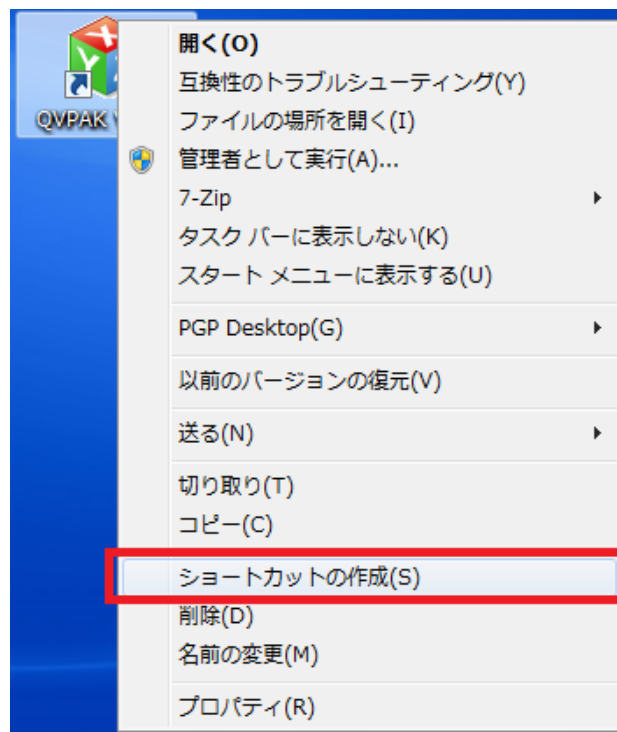 開く(O)
互換性のトラブルシューティング(Y)
QVPAK
ファイルの場所を開く(I)
管理者として実行(A)...
7-Zip
タスク バーに表示しない(K)
スタート メニューに表示する(U)
PGP Desktop(G)
以前のバージョンの復元(V)
送る(N)
切り取り(T)
コピー(C)
ショートカットの作成(S)
削除(D)
名前の変更(M)
プロパティ(R)